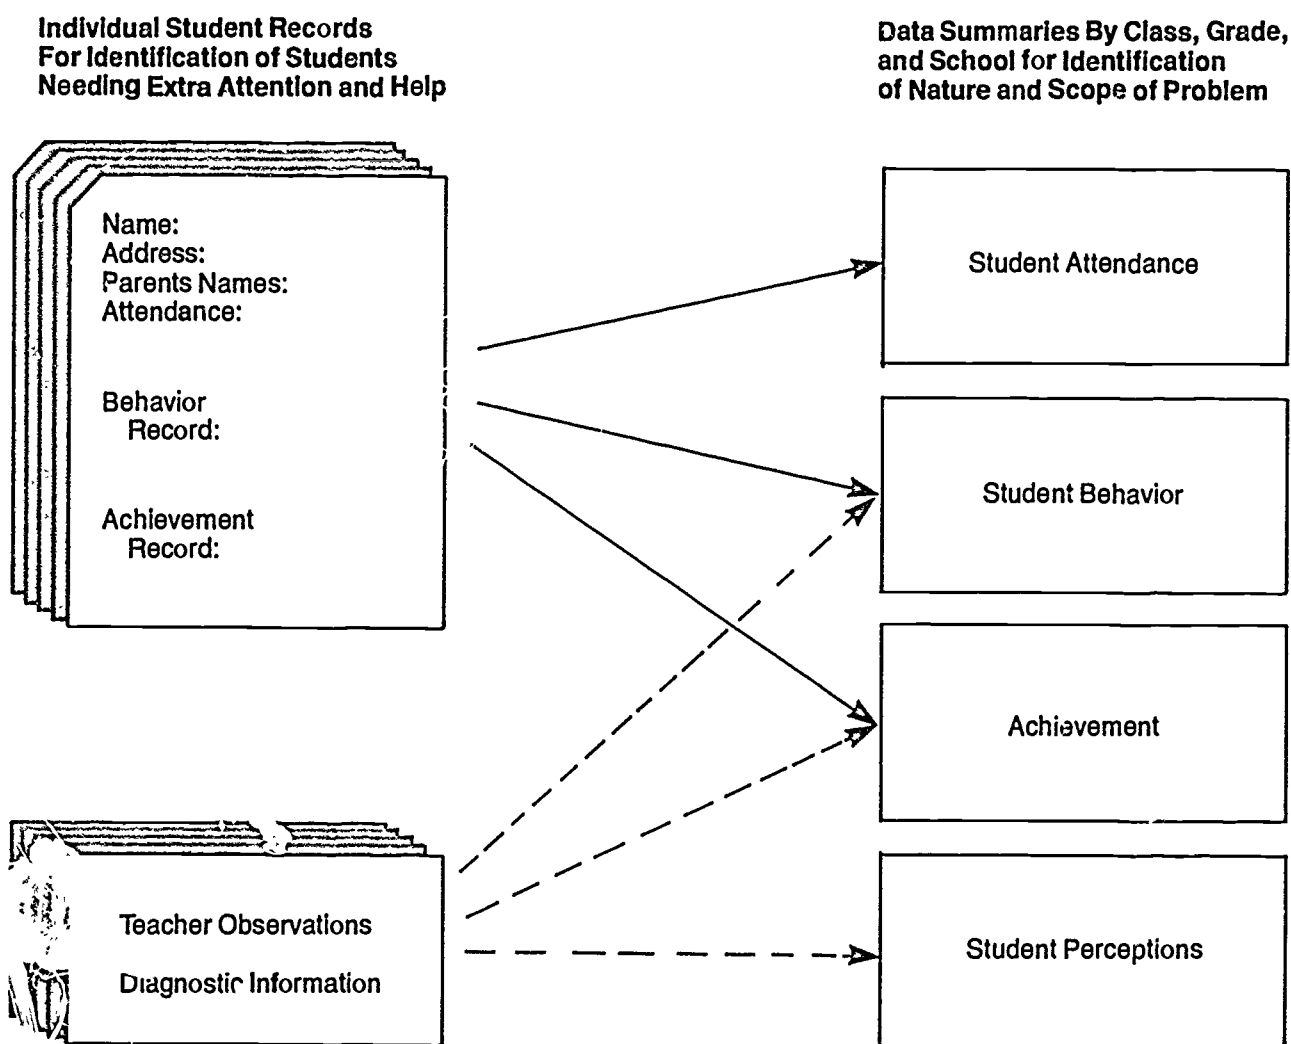 Individual Student Records
For Identification of Students
Needing Extra Attention and Help
Data Summaries By Class, Grade,
and School for Identification
of Nature and Scope of Problem
Name:
Address:
Parents Names:
Attendance:
Behavior
Record:
Achievement
Record:
Teacher Observations
Diagnostic Information
Student Attendance
Student Behavior
Achievement
Student Perceptions